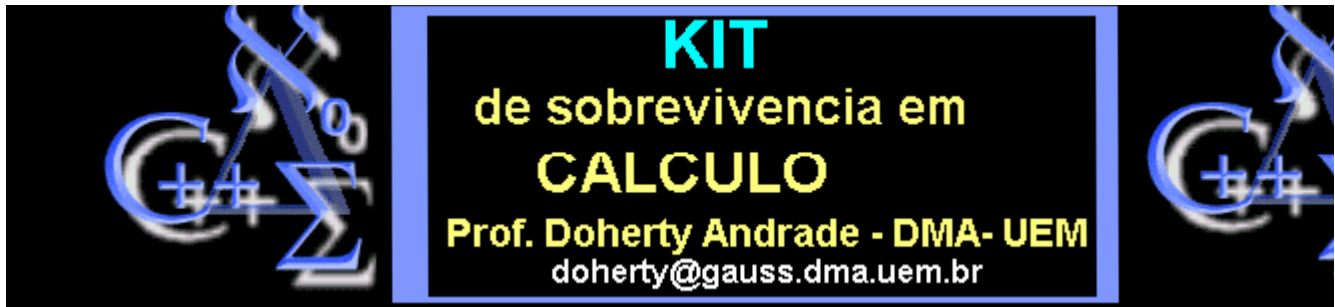 KIT
de sobrevivencia em
CALCULO
Prof. Doherty Andrade - DMA- UEM
doherty@gauss.dma.uem.br
C++
Σ
C++